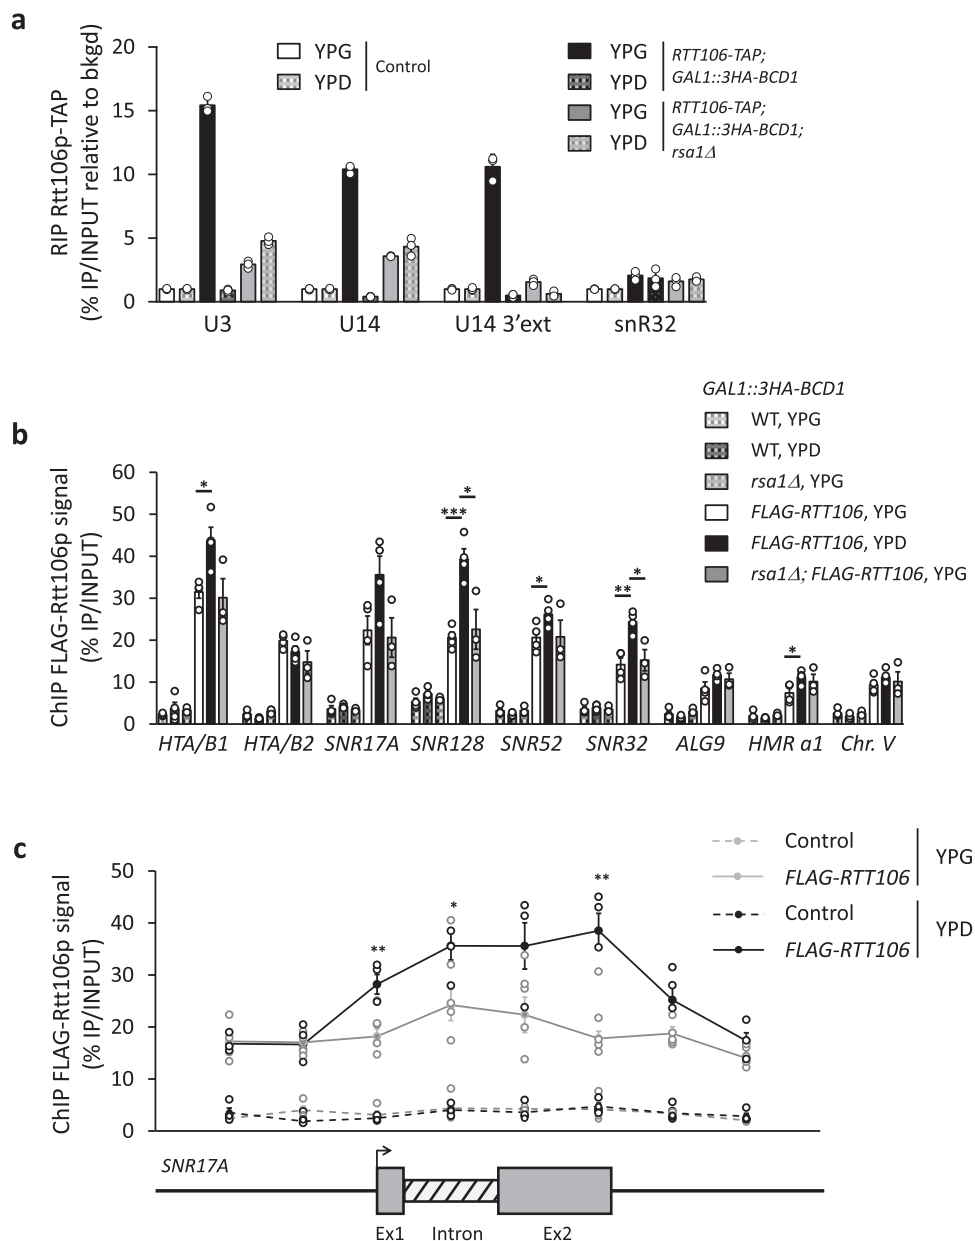 a
RIP Rtt106p-TAP
(% IP/INPUT relative to bkgd)
20
15
10
5
0
YPG
YPD
Control
YPG
YPD
RTT106-TAP;
GAL1::3HA-BCD1
YPG
YPD
RTT106-TAP;
GAL1::3HA-BCD1;
rsa1Δ
U3
U14
U14 3’ext
snR32
b
GAL1::3HA-BCD1
WT, YPG
WT, YPD
rsa1Δ, YPG
FLAG-RTT106, YPG
FLAG-RTT106, YPD
rsa1Δ; FLAG-RTT106, YPG
ChIP FLAG-Rtt106p signal
(% IP/INPUT)
60
50
40
30
20
10
0
*
***
*
*
**
*
*
HTA/B1
HTA/B2
SNR17A
SNR128
SNR52
SNR32
ALG9
HMR a1
Chr. V
c
Control
FLAG-RTT106
YPG
Control
FLAG-RTT106
YPD
ChIP FLAG-Rtt106p signal
(% IP/INPUT)
50
40
30
20
10
0
**
*
**
SNR17A
Ex1
Intron
Ex2